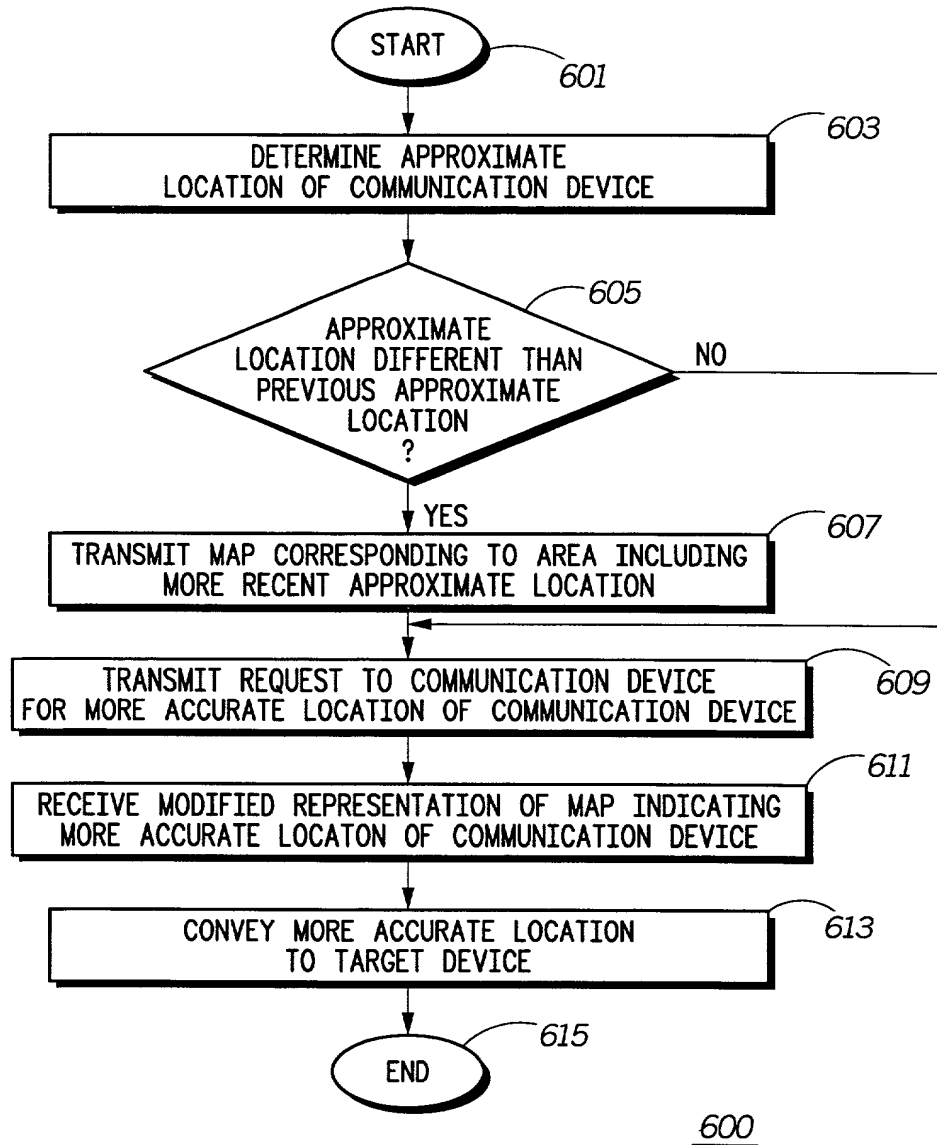 START
601
603
DETERMINE APPROXIMATE
LOCATION OF COMMUNICATION DEVICE
605
APPROXIMATE
LOCATION DIFFERENT THAN
PREVIOUS APPROXIMATE
LOCATION
?
NO
YES
607
TRANSMIT MAP CORRESPONDING TO AREA INCLUDING
MORE RECENT APPROXIMATE LOCATION
609
TRANSMIT REQUEST TO COMMUNICATION DEVICE
FOR MORE ACCURATE LOCATION OF COMMUNICATION DEVICE
611
RECEIVE MODIFIED REPRESENTATION OF MAP INDICATING
MORE ACCURATE LOCATON OF COMMUNICATION DEVICE
613
CONVEY MORE ACCURATE LOCATION
TO TARGET DEVICE
615
END
600